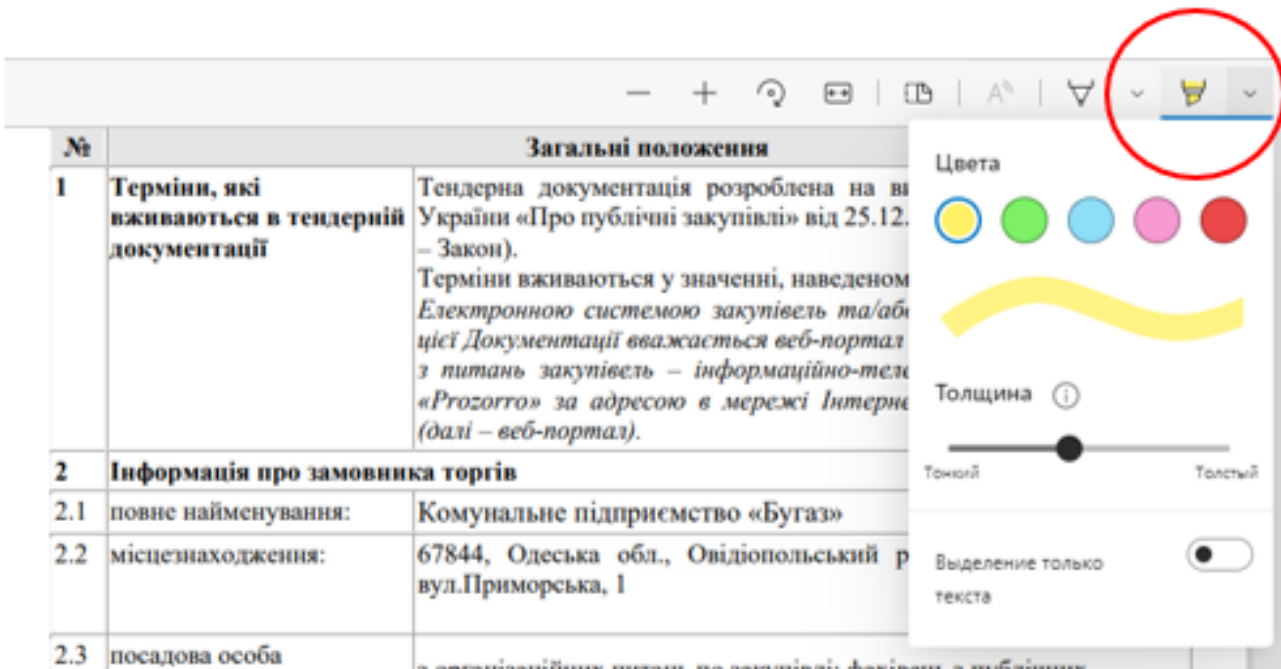 № Загальні положення
1 Терміни, які вживаються в тендерній документації
Тендерна документація розроблена на
України «Про публічні закупівлі» від 25.12.
– Закон).
Терміни вживаються у значенні, наведеном
Електронною системою закупівель та/або
цієї Документації вважається веб-портал
з питань закупівель – інформаційно-теле
«Prozorro» за адресою в мережі Інтерне
(далі – веб-портал).
2 Інформація про замовника торгів
2.1 повне найменування: Комунальне підприємство «Бугаз»
2.2 місцезнаходження: 67844, Одеська обл., Овідіопольський р
вул.Приморська, 1
2.3 посадова особа
Цвета
Толщина
Тонкий Толстый
Выделение только
текста